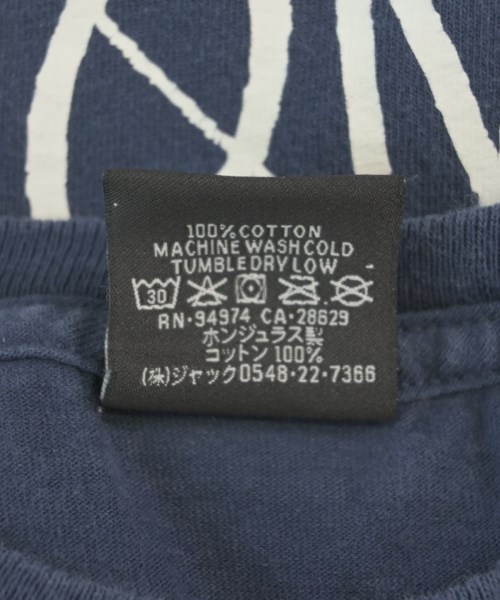 100% COTTON
MACHINE WASH COLD
TUMBLE DRY LOW
30
RN·94974 CA·28629
ホンジュラス製
コットン 100%
(株)ジャック0548·22·7366